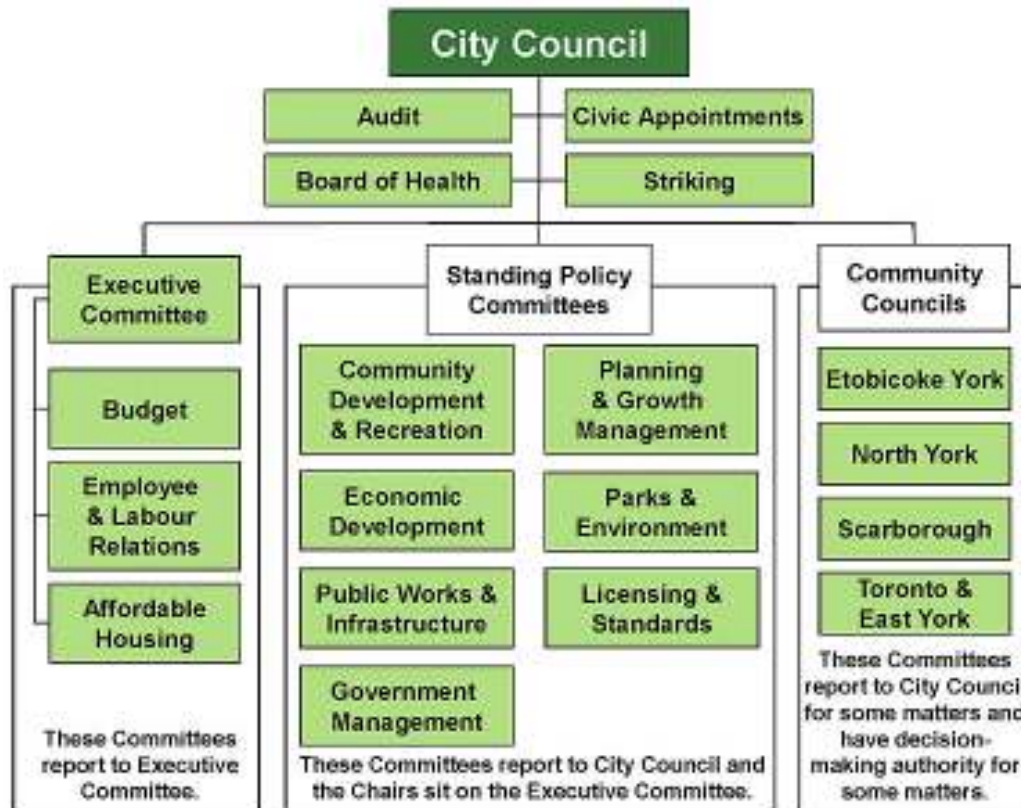 City Council
Audit
Civic Appointments
Board of Health
Striking
Executive
Committee
Budget
Employee
& Labour
Relations
Affordable
Housing
These Committees
report to Executive
Committee.
Standing Policy
Committees
Community
Development
& Recreation
Planning
& Growth
Management
Economic
Development
Parks &
Environment
Public Works &
Infrastructure
Licensing &
Standards
Government
Management
These Committees report to City Council and
the Chairs sit on the Executive Committee.
Community
Councils
Etobicoke York
North York
Scarborough
Toronto &
East York
These Committees
report to City Counci
for some matters and
have decision-
making authority for
some matters.